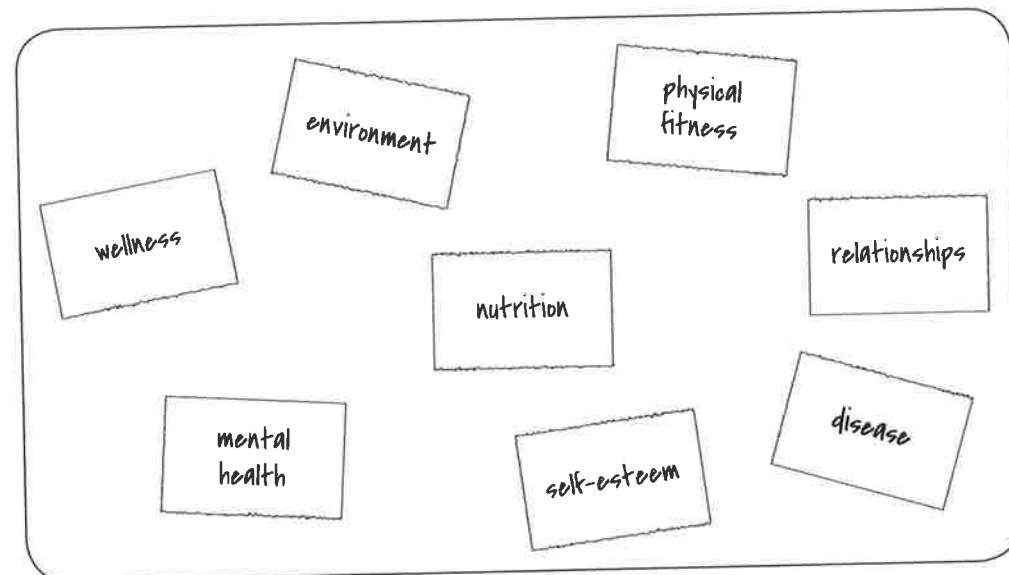 environment
physical
fitness
wellness
relationships
nutrition
mental
health
self-esteem
disease